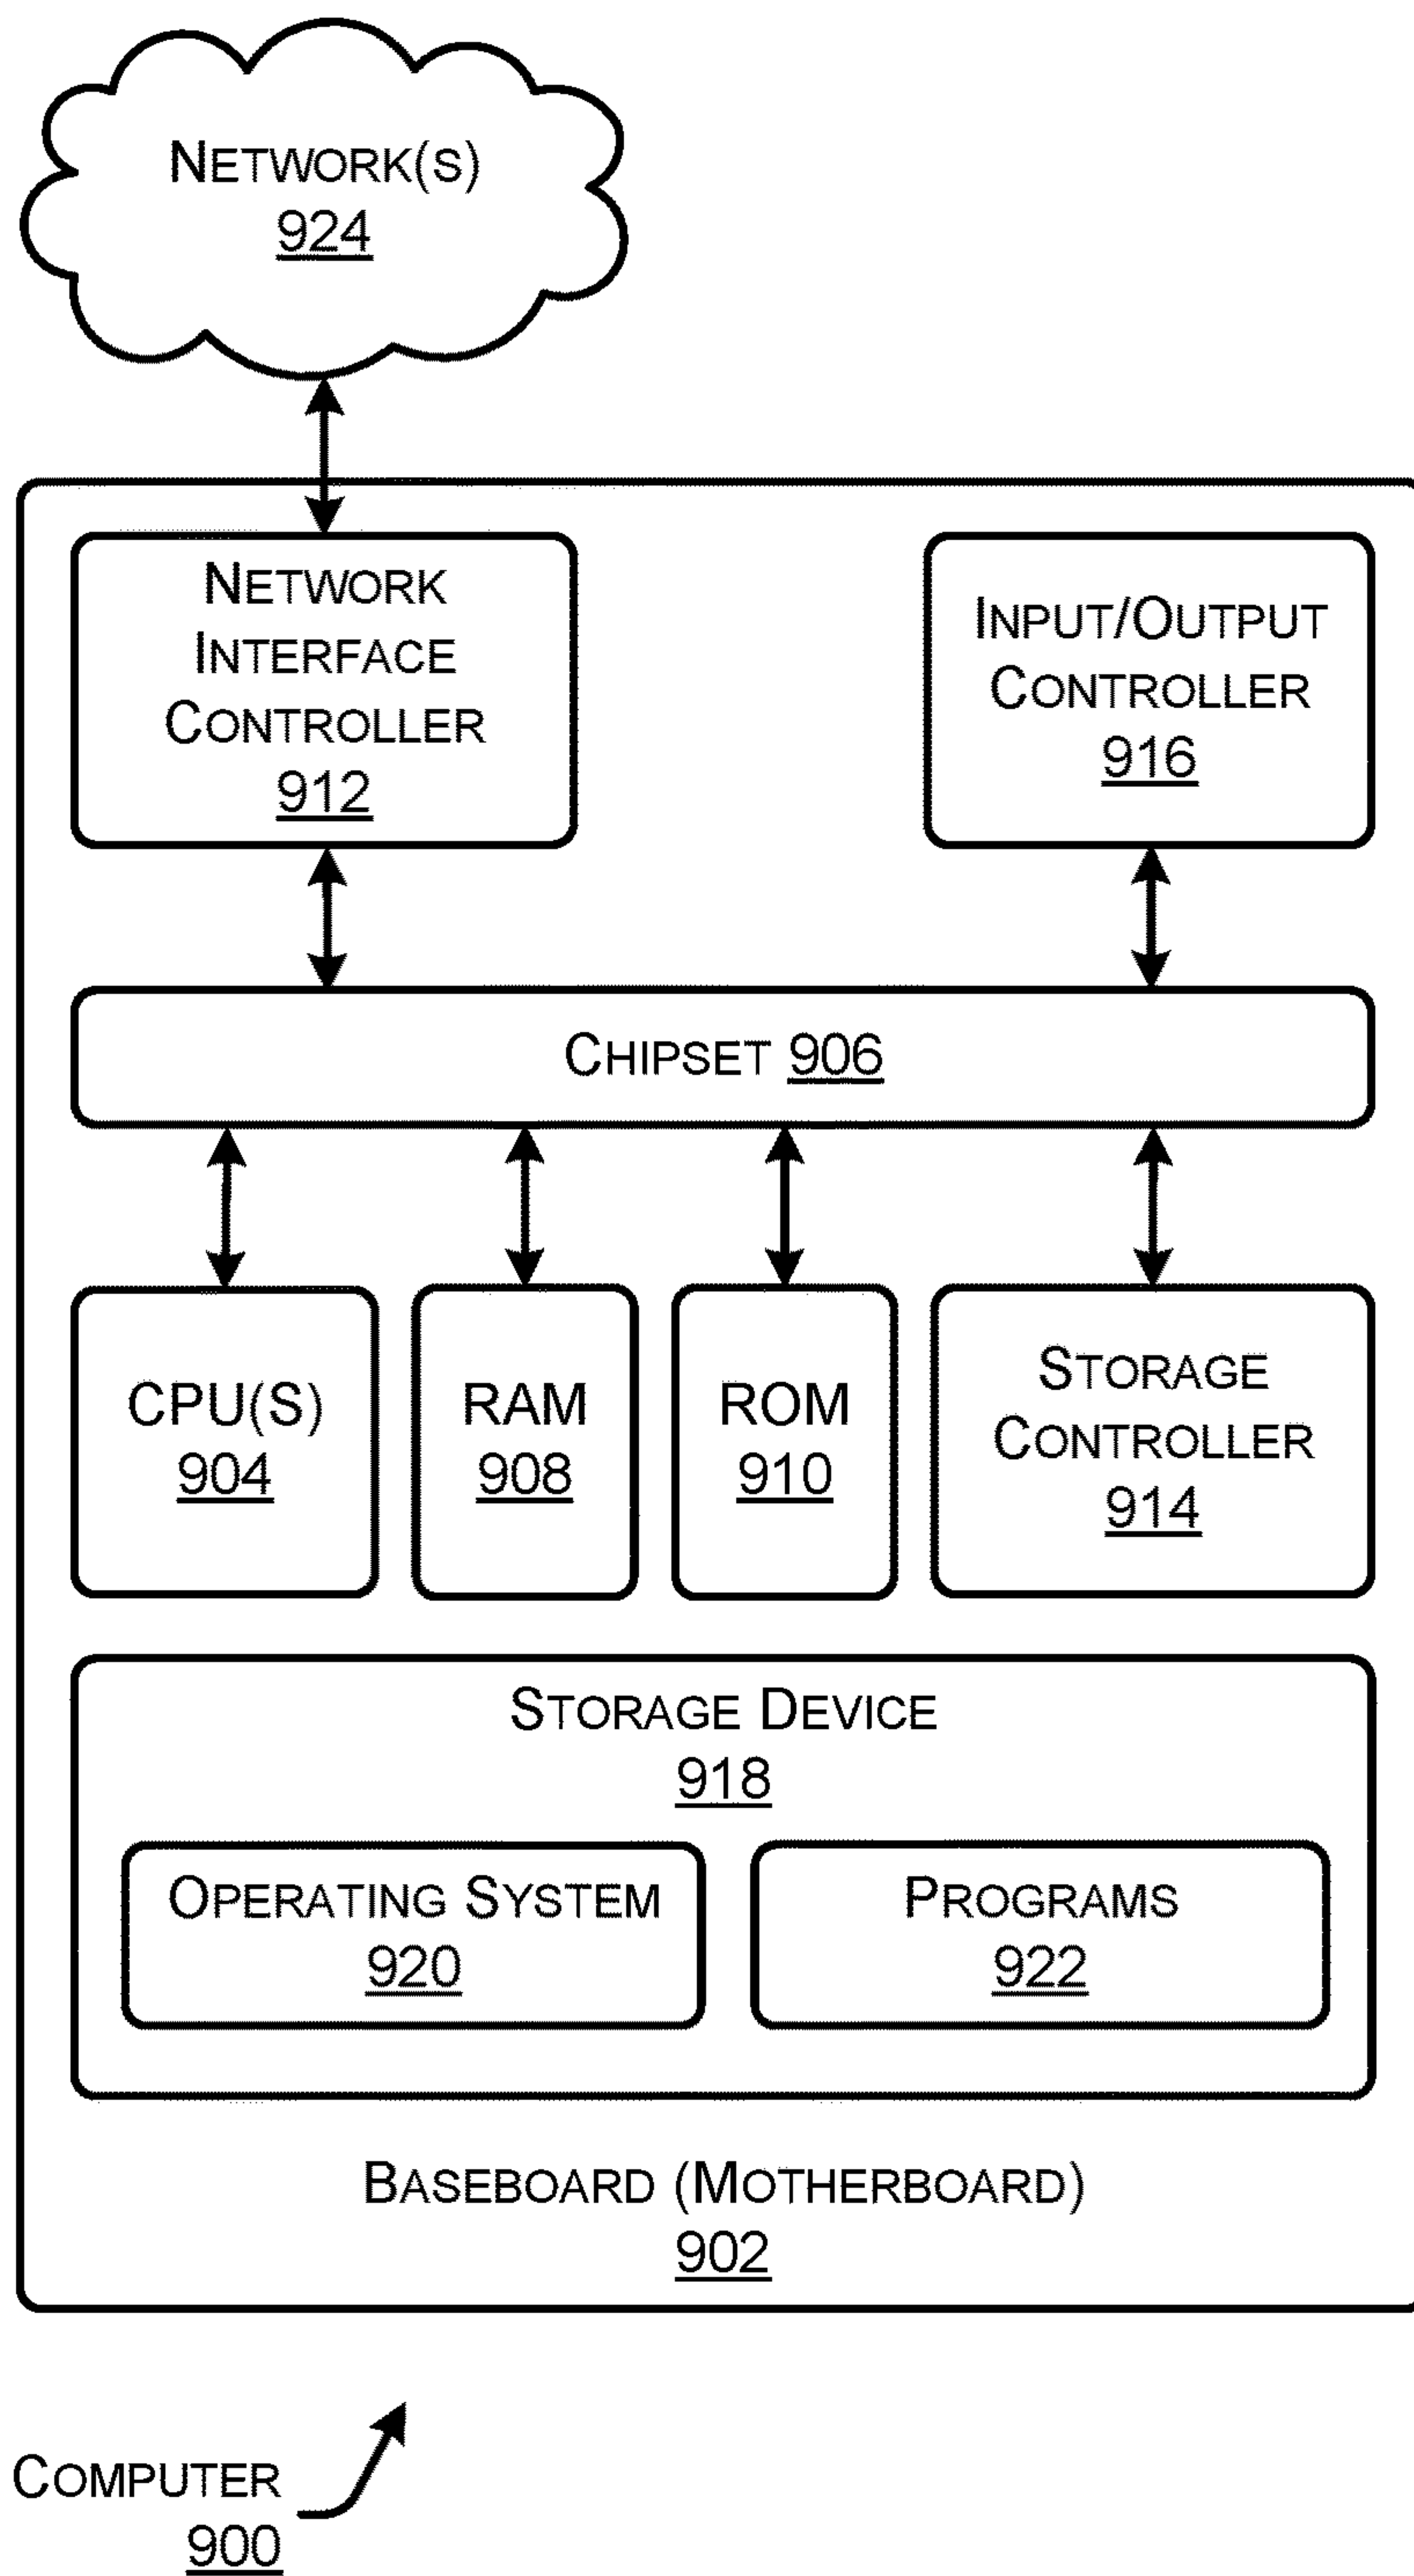 NETWORK(S)
924
NETWORK
INTERFACE
CONTROLLER
912
INPUT/OUTPUT
CONTROLLER
916
CHIPSET 906
CPU(S)
904
RAM
908
ROM
910
STORAGE
CONTROLLER
914
STORAGE DEVICE
918
OPERATING SYSTEM
920
PROGRAMS
922
BASEBOARD (MOTHERBOARD)
902
COMPUTER
900